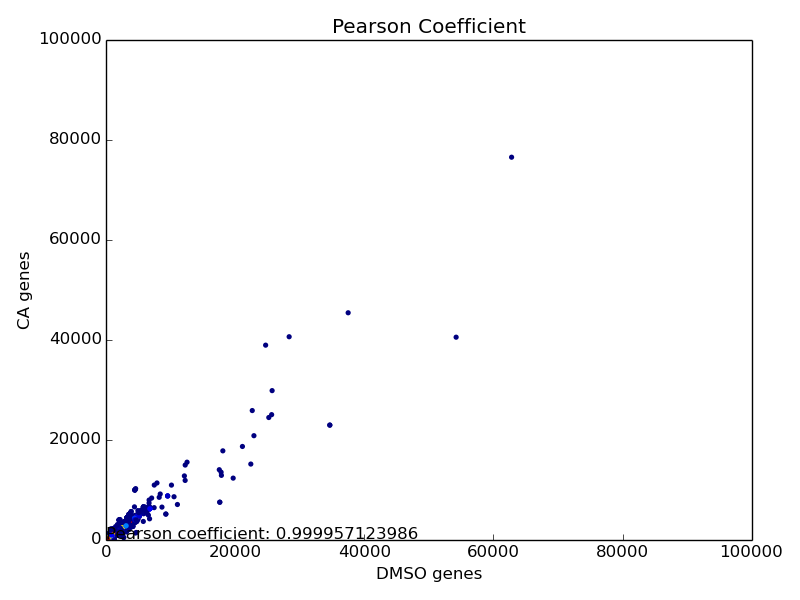 Pearson Coefficient
100000
80000
60000
40000
20000
0
CA genes
Pearson coefficient: 0.999957123986
0 20000 40000 60000 80000 100000
DMSO genes